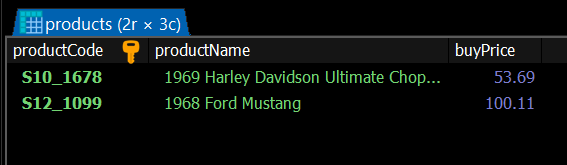 products (2r × 3c)
productCode productName buyPrice
S10_1678 1969 Harley Davidson Ultimate Chop... 53.69
S12_1099 1968 Ford Mustang 100.11